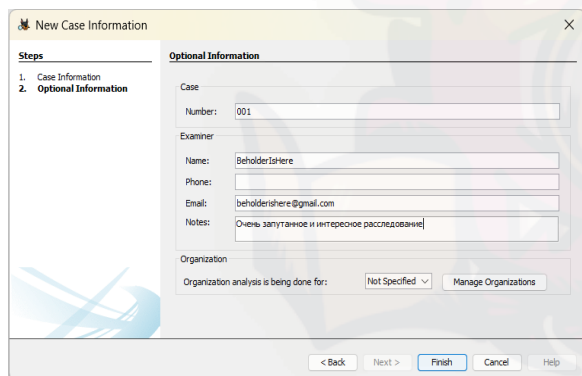 New Case Information
Steps
1. Case Information
2. Optional Information
Optional Information
Case
Number: 001
Examiner
Name: BeholderIsHere
Phone:
Email: beholderishere@gmail.com
Notes: Очень запутанное и интересное расследование
Organization
Organization analysis is being done for: Not Specified Manage Organizations
< Back Next > Finish Cancel Help